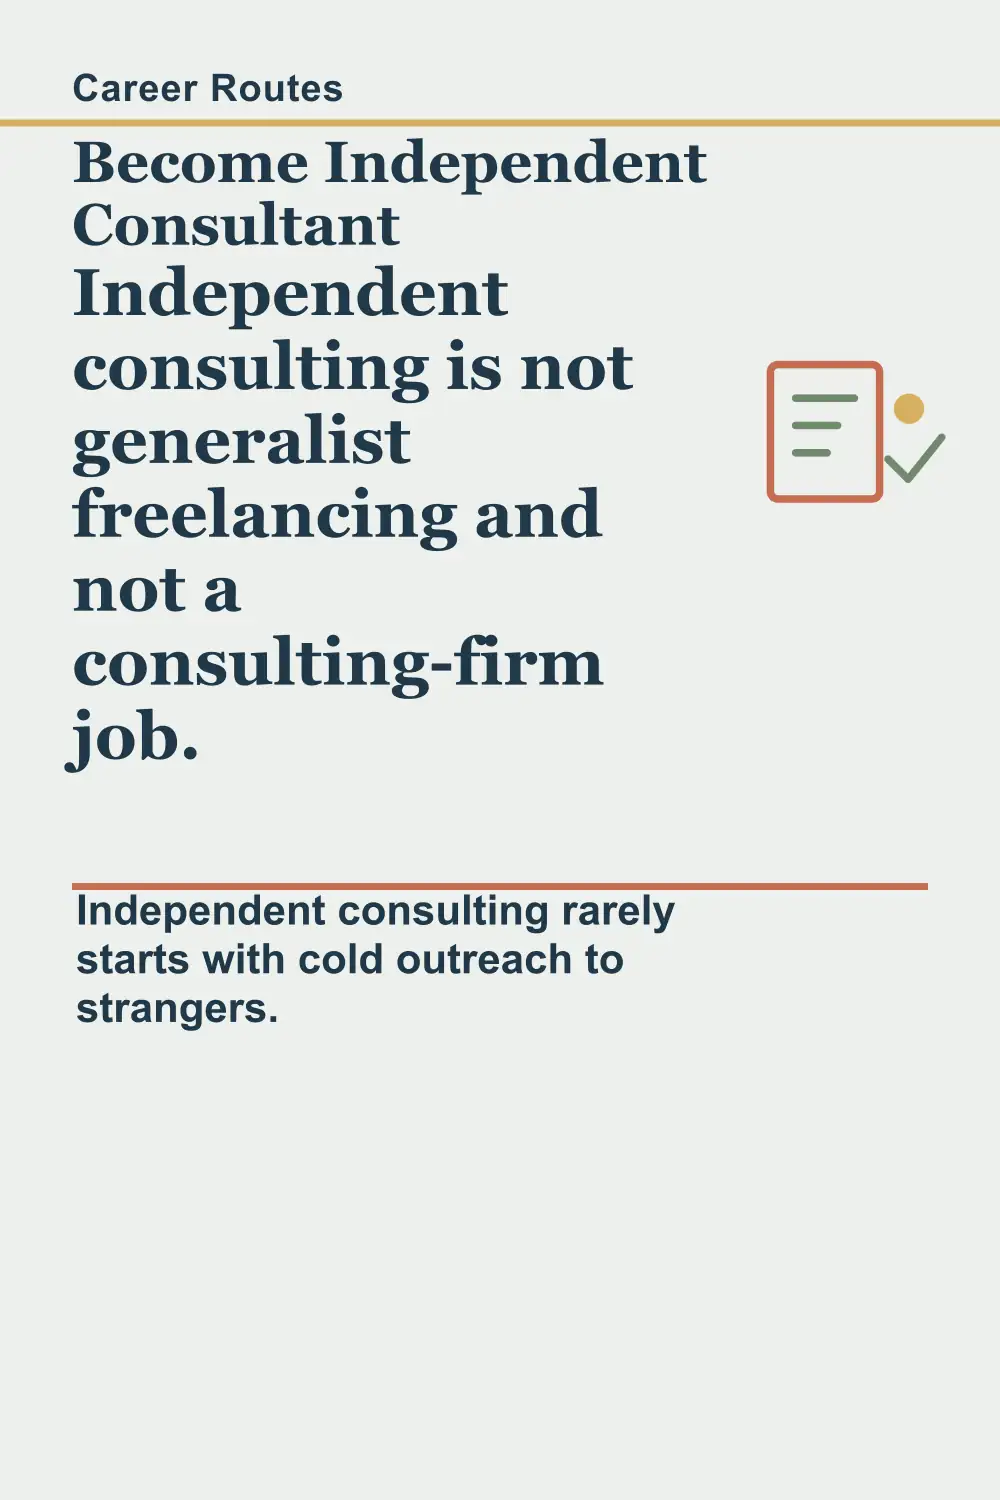 Career Routes
Become Independent
Consultant
Independent
consulting is not
generalist
freelancing and
not a
consulting-firm
job.
Independent consulting rarely
starts with cold outreach to
strangers.